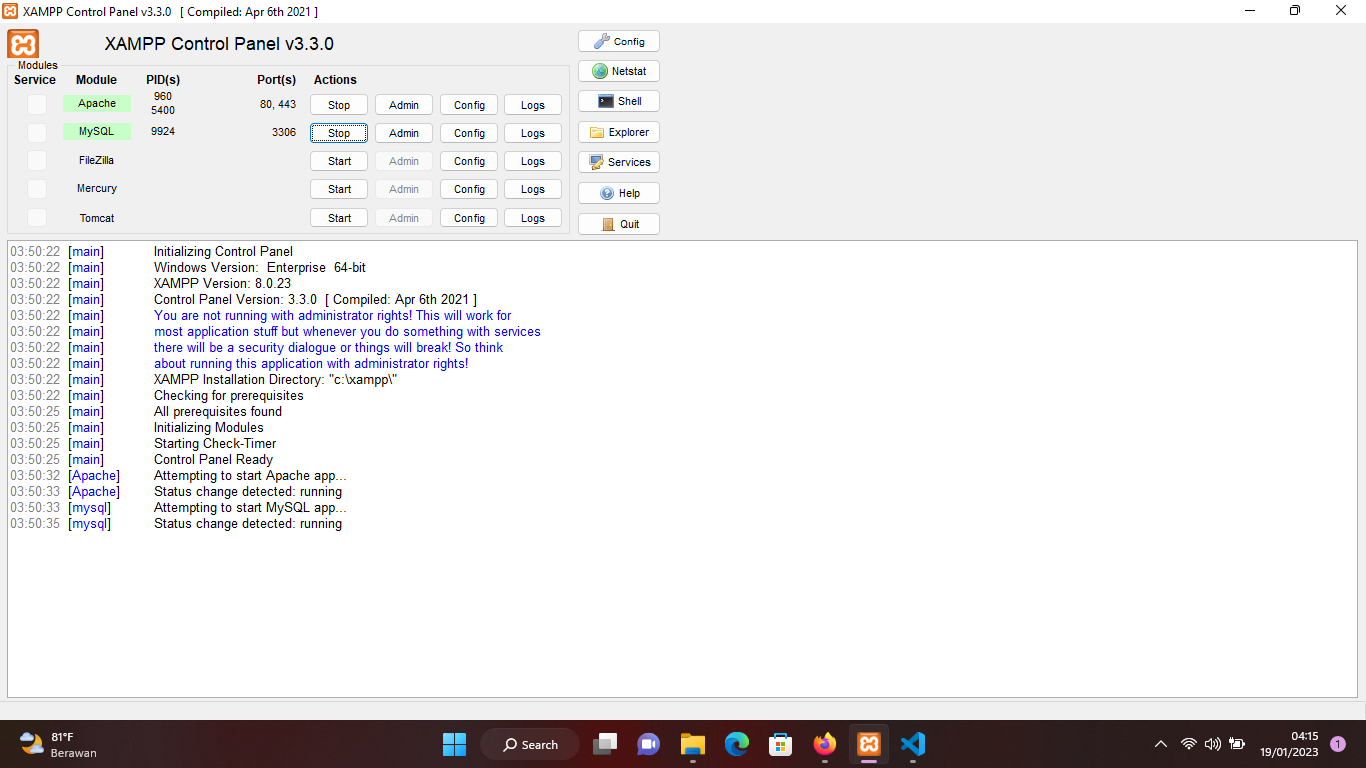 XAMPP Control Panel v3.3.0 [ Compiled: Apr 6th 2021 ]
XAMPP Control Panel v3.3.0
Config
Netstat
Shell
Explorer
Services
Help
Quit
Modules
Service Module PID(s) Port(s) Actions
Apache 960 5400 80, 443 Stop Admin Config Logs
MySQL 9924 3306 Stop Admin Config Logs
FileZilla Start Admin Config Logs
Mercury Start Admin Config Logs
Tomcat Start Admin Config Logs
03:50:22 [main] Initializing Control Panel
03:50:22 [main] Windows Version: Enterprise 64-bit
03:50:22 [main] XAMPP Version: 8.0.23
03:50:22 [main] Control Panel Version: 3.3.0 [ Compiled: Apr 6th 2021 ]
03:50:22 [main] You are not running with administrator rights! This will work for
03:50:22 [main] most application stuff but whenever you do something with services
03:50:22 [main] there will be a security dialogue or things will break! So think
03:50:22 [main] about running this application with administrator rights!
03:50:22 [main] XAMPP Installation Directory: "c:\xampp\"
03:50:22 [main] Checking for prerequisites
03:50:25 [main] All prerequisites found
03:50:25 [main] Initializing Modules
03:50:25 [main] Starting Check-Timer
03:50:25 [main] Control Panel Ready
03:50:32 [Apache] Attempting to start Apache app...
03:50:33 [Apache] Status change detected: running
03:50:33 [mysql] Attempting to start MySQL app...
03:50:35 [mysql] Status change detected: running
81°F
Berawan
Search
04:15
19/01/2023
1